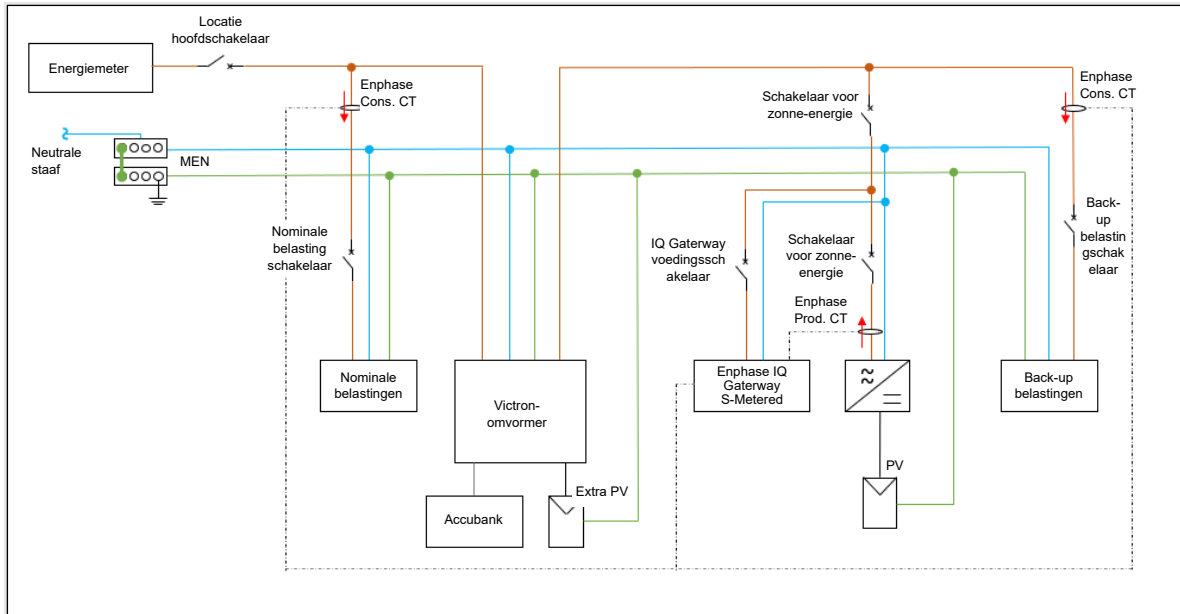 Locatie
hoofdschakelaar
Energiemeter
Enphase
Cons. CT
Schakelaar voor
zonne-energie
Enphase
Cons. CT
Neutrale
staaf
MEN
Nominale
belasting
schakelaar
IQ Gaterway
voedingssch
akelaar
Schakelaar
voor zonne-
energie
Back-
up
belastin
gschak
elaar
Enphase
Prod. CT
Nominale
belastingen
Victron-
omvormer
Enphase IQ
Gaterway
S-Metered
Back-up
belastingen
PV
Extra PV
Accubank